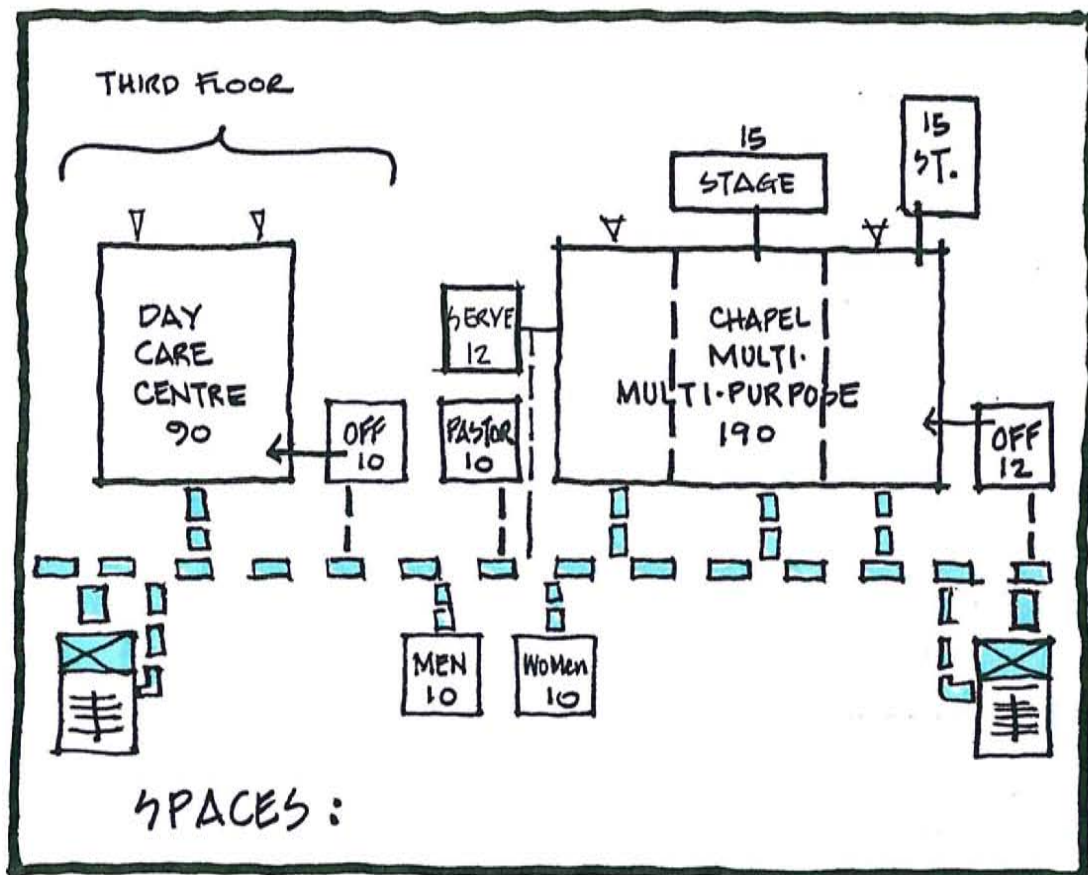 THIRD FLOOR
15
STAGE
15
ST.
DAY
CARE
CENTRE
90
OFF
10
SERVE
12
PASTOR
10
CHAPEL
MULTI.
MULTI-PURPOSE
190
OFF
12
MEN
10
Women
10
SPACES: